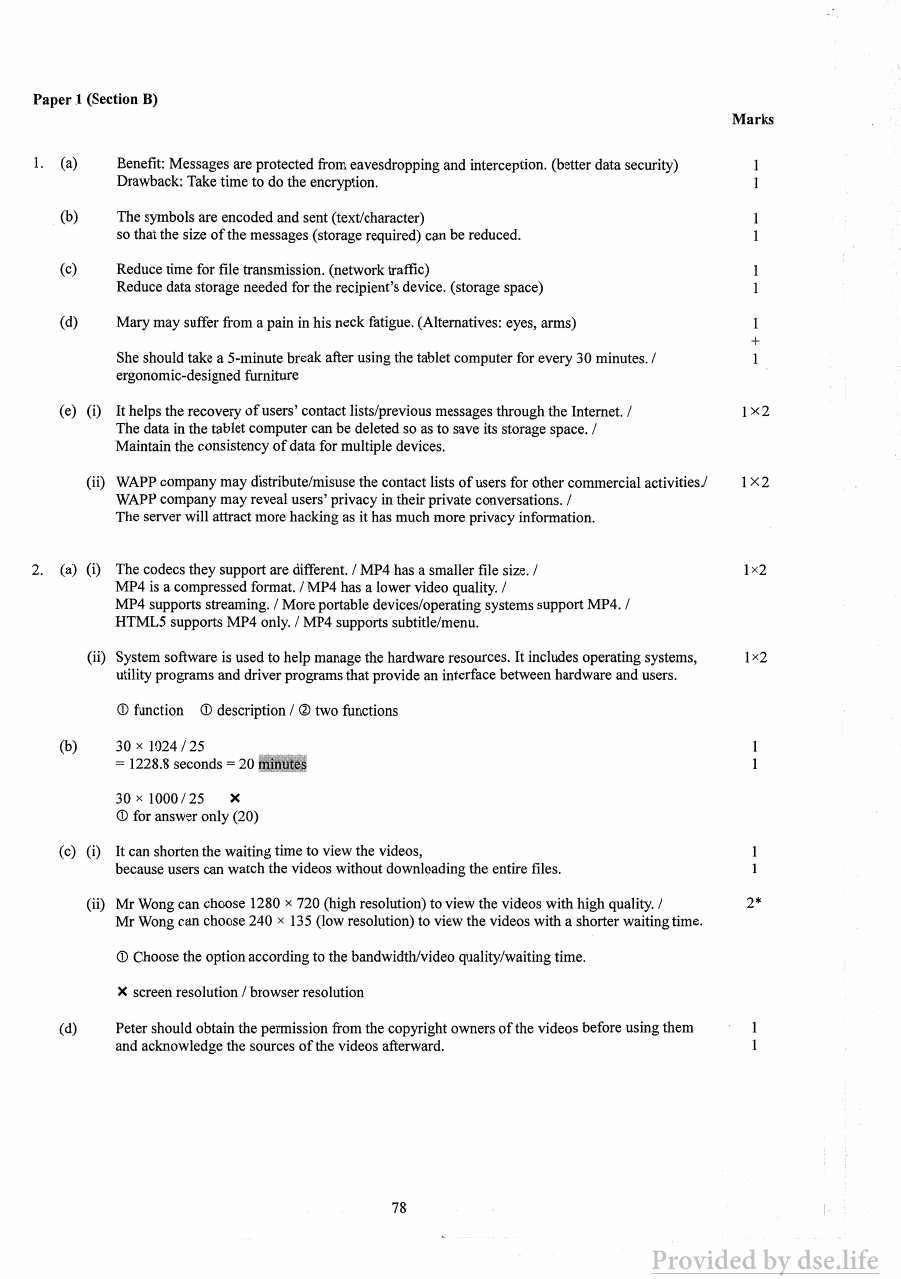 Paper 1 (Section B)
Marks
1. (a) Benefit: Messages are protected from eavesdropping and interception. (better data security) 1
Drawback: Take time to do the encryption. 1
(b) The symbols are encoded and sent (text/character) 1
so that the size of the messages (storage required) can be reduced. 1
(c) Reduce time for file transmission. (network traffic) 1
Reduce data storage needed for the recipient's device. (storage space) 1
(d) Mary may suffer from a pain in his neck fatigue. (Alternatives: eyes, arms) 1
+
She should take a 5-minute break after using the tablet computer for every 30 minutes. / 1
ergonomic-designed furniture
(e) (i) It helps the recovery of users' contact lists/previous messages through the Internet. / 1×2
The data in the tablet computer can be deleted so as to save its storage space. /
Maintain the consistency of data for multiple devices.
(ii) WAPP company may distribute/misuse the contact lists of users for other commercial activities./ 1×2
WAPP company may reveal users' privacy in their private conversations. /
The server will attract more hacking as it has much more privacy information.
2. (a) (i) The codecs they support are different. / MP4 has a smaller file size. / 1×2
MP4 is a compressed format. / MP4 has a lower video quality. /
MP4 supports streaming. / More portable devices/operating systems support MP4. /
HTML5 supports MP4 only. / MP4 supports subtitle/menu.
(ii) System software is used to help manage the hardware resources. It includes operating systems, 1×2
utility programs and driver programs that provide an interface between hardware and users.
① function ① description / ② two functions
(b) 30 × 1024 / 25 1
= 1228.8 seconds = 20 minutes 1
30 × 1000 / 25 ×
① for answer only (20)
(c) (i) It can shorten the waiting time to view the videos, 1
because users can watch the videos without downloading the entire files. 1
(ii) Mr Wong can choose 1280 × 720 (high resolution) to view the videos with high quality. / 2*
Mr Wong can choose 240 × 135 (low resolution) to view the videos with a shorter waiting time.
① Choose the option according to the bandwidth/video quality/waiting time.
× screen resolution / browser resolution
(d) Peter should obtain the permission from the copyright owners of the videos before using them 1
and acknowledge the sources of the videos afterward. 1
78
Provided by dse.life